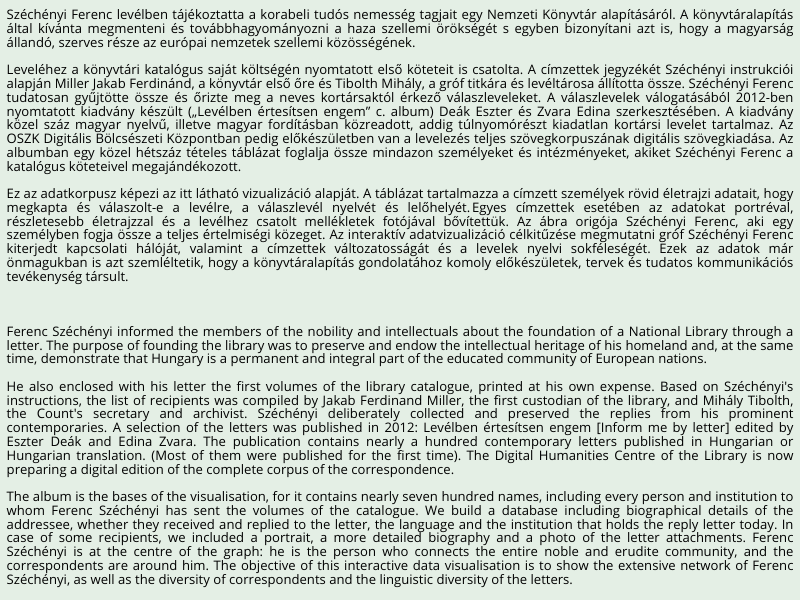 Széchényi Ferenc levélben tájékoztatta a korabeli tudós nemesség tagjait egy Nemzeti Könyvtár alapításáról. A könyvtáralapítás
által kívánta megmenteni és továbbhagyományozni a haza szellemi örökségét s egyben bizonyítani azt is, hogy a magyarság
állandó, szerves része az európai nemzetek szellemi közösségének.
Leveléhez a könyvtári katalógus saját költségén nyomtatott első köteteit is csatolta. A címzettek jegyzékét Széchényi instrukciói
alapján Miller Jakab Ferdinánd, a könyvtár első őre és Tibolth Mihály, a gróf titkára és levéltárosa állította össze. Széchényi Ferenc
tudatosan gyűjtötte össze és őrizte meg a neves kortársaktól érkező válaszleveleket. A válaszlevelek válogatásából 2012-ben
nyomtatott kiadvány készült („Levélben értesítsen engem” c. album) Deák Eszter és Zvara Edina szerkesztésében. A kiadvány
közel száz magyar nyelvű, illetve magyar fordításban közreadott, addig túlnyomórészt kiadatlan kortársi levelet tartalmaz. Az
OSZK Digitális Bölcsészeti Központban pedig előkészületben van a levelezés teljes szövegkorpuszának digitális szövegkiadása. Az
albumban egy közel hétszáz tételes táblázat foglalja össze mindazon személyeket és intézményeket, akiket Széchényi Ferenc a
katalógus köteteivel megajándékozott.
Ez az adatkorpusz képezi az itt látható vizualizáció alapját. A táblázat tartalmazza a címzett személyek rövid életrajzi adatait, hogy
megkapta és válaszolt-e a levélre, a válaszlevél nyelvét és lelőhelyét.Egyes címzettek esetében az adatokat portréval,
részletesebb életrajzzal és a levélhez csatolt mellékletek fotójával bővítettük. Az ábra origója Széchényi Ferenc, aki egy
személyben fogja össze a teljes értelmiségi közeget. Az interaktív adatvizualizáció célkitűzése megmutatni gróf Széchényi Ferenc
kiterjedt kapcsolati hálóját, valamint a címzettek változatosságát és a levelek nyelvi sokféleségét. Ezek az adatok már
önmagukban is azt szemléltetik, hogy a könyvtáralapítás gondolatához komoly előkészületek, tervek és tudatos kommunikációs
tevékenység társult.
Ferenc Széchényi informed the members of the nobility and intellectuals about the foundation of a National Library through a
letter. The purpose of founding the library was to preserve and endow the intellectual heritage of his homeland and, at the same
time, demonstrate that Hungary is a permanent and integral part of the educated community of European nations.
He also enclosed with his letter the first volumes of the library catalogue, printed at his own expense. Based on Széchényi's
instructions, the list of recipients was compiled by Jakab Ferdinand Miller, the first custodian of the library, and Mihály Tibolth,
the Count's secretary and archivist. Széchényi deliberately collected and preserved the replies from his prominent
contemporaries. A selection of the letters was published in 2012: Levélben értesítsen engem [Inform me by letter] edited by
Eszter Deák and Edina Zvara. The publication contains nearly a hundred contemporary letters published in Hungarian or
Hungarian translation. (Most of them were published for the first time). The Digital Humanities Centre of the Library is now
preparing a digital edition of the complete corpus of the correspondence.
The album is the bases of the visualisation, for it contains nearly seven hundred names, including every person and institution to
whom Ferenc Széchényi has sent the volumes of the catalogue. We build a database including biographical details of the
addressee, whether they received and replied to the letter, the language and the institution that holds the reply letter today. In
case of some recipients, we included a portrait, a more detailed biography and a photo of the letter attachments. Ferenc
Széchényi is at the centre of the graph: he is the person who connects the entire noble and erudite community, and the
correspondents are around him. The objective of this interactive data visualisation is to show the extensive network of Ferenc
Széchényi, as well as the diversity of correspondents and the linguistic diversity of the letters.